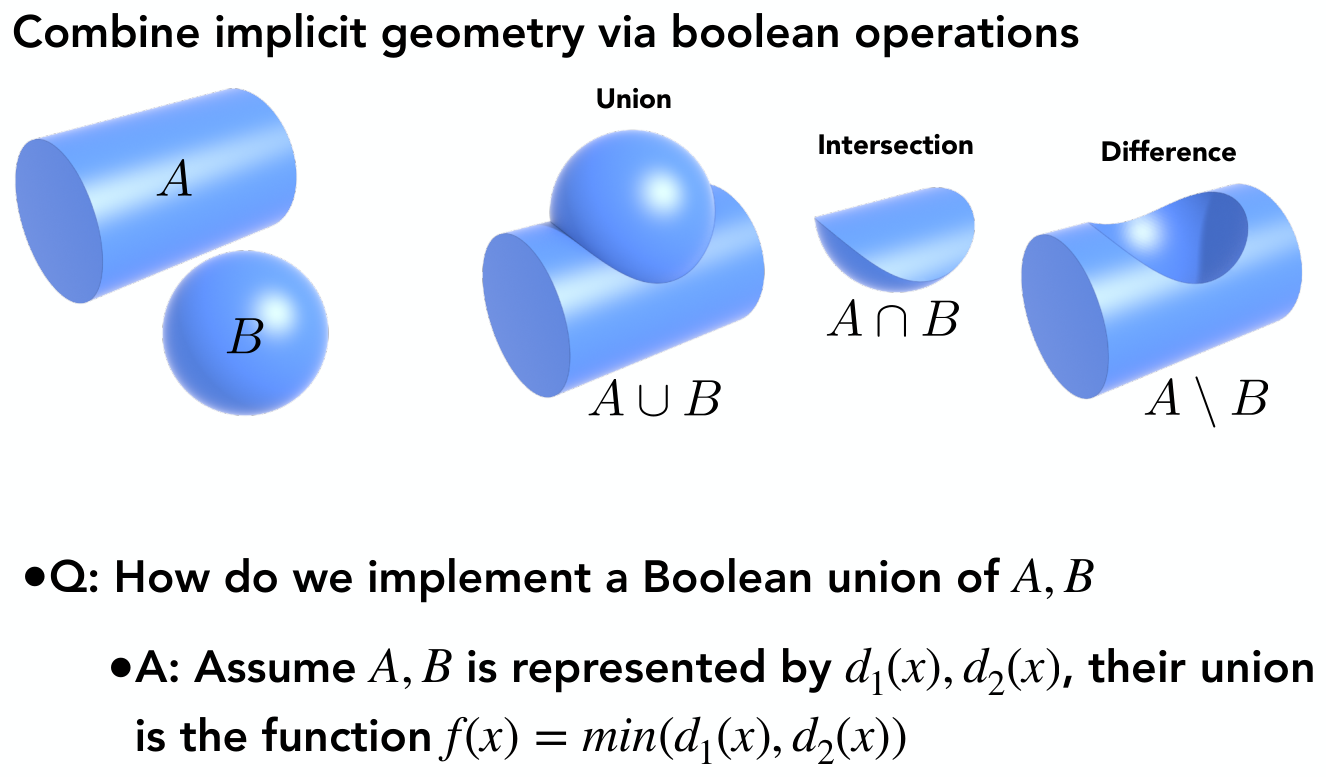 Combine implicit geometry via boolean operations
A
B
Union
A ∪ B
Intersection
A ∩ B
Difference
A \ B
•Q: How do we implement a Boolean union of A, B
•A: Assume A, B is represented by d₁(x), d₂(x), their union
is the function f(x) = min(d₁(x), d₂(x))